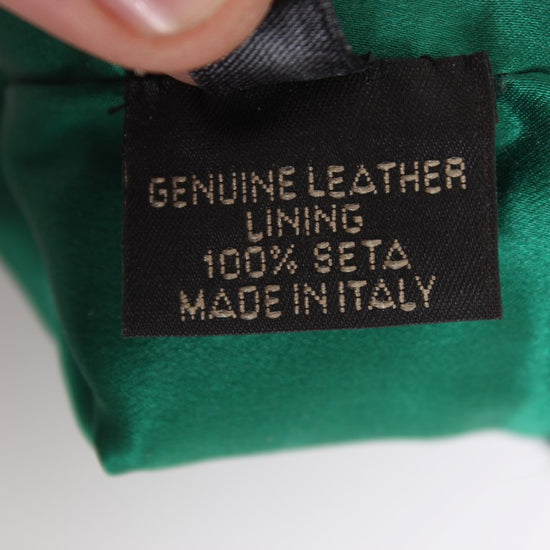 GENUINE LEATHER
LINING
100% SETA
MADE IN ITALY